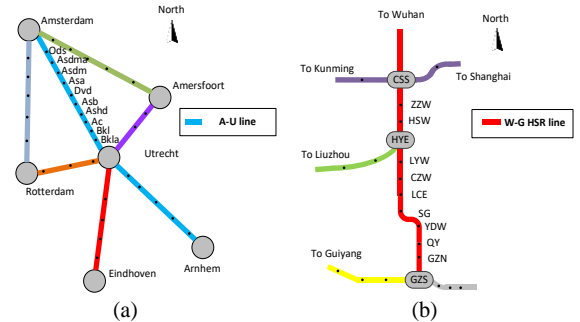 North
Amsterdam
Ods
Asdma
Asdm
Asa
Dvd
Asb
Ashd
Ac
Bkl
Bkla
Amersfoort
A-U line
Utrecht
Rotterdam
Arnhem
Eindhoven
(a)
To Wuhan
North
To Kunming
CSS
To Shanghai
ZZW
HSW
W-G HSR line
HYE
LYW
To Liuzhou
CZW
LCE
SG
YDW
QY
To Guiyang
GZN
GZS
(b)